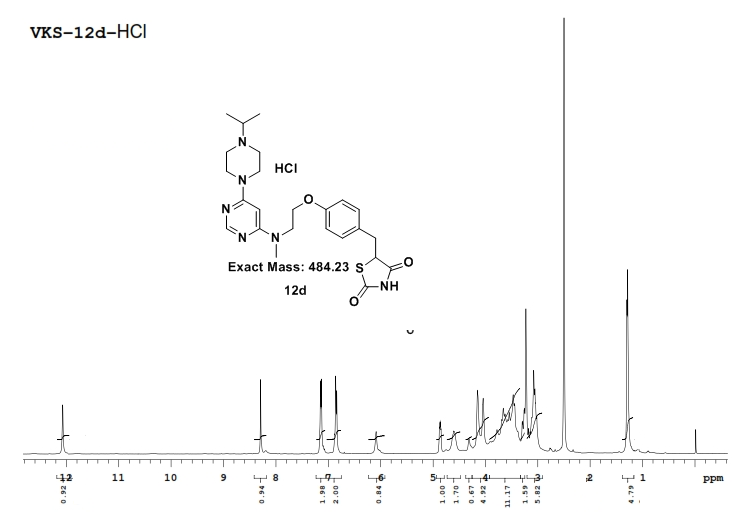 VKS-12d-HCl
N
N
HCl
N
N
N
O
N
Exact Mass: 484.23
S
O
NH
O
12d
12 11 10 9 8 7 6 5 4 3 2 1 ppm
0.92 0.94 1.98 2.00 0.84 1.00 1.70 0.67 4.92 11.17 1.59 5.82 4.79